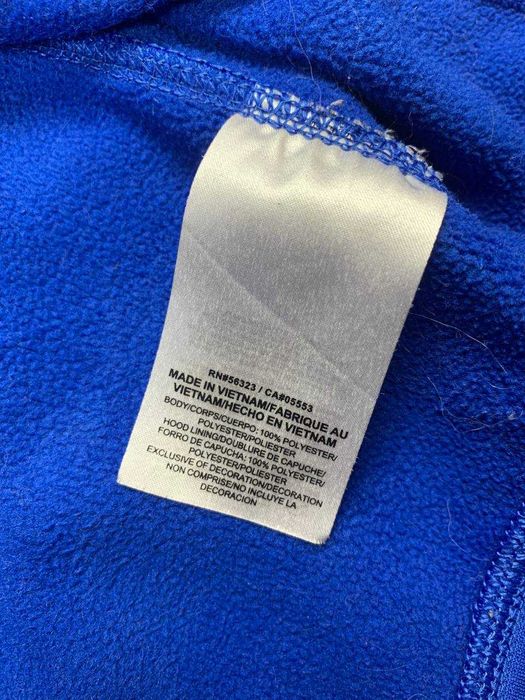 RN#56323 / CA#05553
MADE IN VIETNAM/FABRIQUE AU
VIETNAM/HECHO EN VIETNAM
BODY/CORPS/CUERPO: 100% POLYESTER/
POLYESTER/POLIESTER
HOOD LINING/DOUBLURE DE CAPUCHE/
FORRO DE CAPUCHA: 100% POLYESTER/
POLYESTER/POLIESTER
EXCLUSIVE OF DECORATION/DECORATION
NON COMPRISE/NO INCLUYE LA
DECORACION